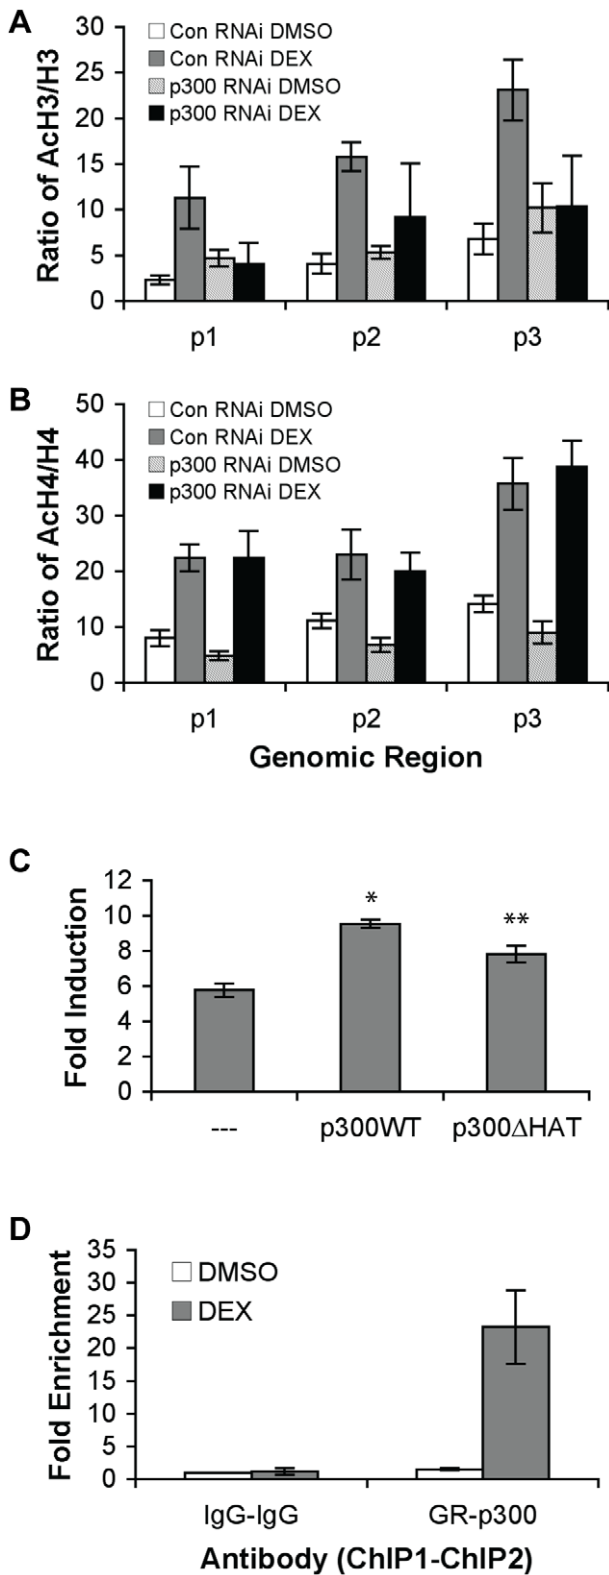 A
Ratio of AcH3/H3
30
25
20
15
10
5
0
Con RNAi DMSO
Con RNAi DEX
p300 RNAi DMSO
p300 RNAi DEX
p1 p2 p3
B
Ratio of AcH4/H4
50
40
30
20
10
0
Con RNAi DMSO
Con RNAi DEX
p300 RNAi DMSO
p300 RNAi DEX
p1 p2 p3
Genomic Region
C
Fold Induction
12
10
8
6
4
2
0
* **
--- p300WT p300ΔHAT
D
Fold Enrichment
35
30
25
20
15
10
5
0
DMSO
DEX
IgG-IgG GR-p300
Antibody (ChIP1-ChIP2)